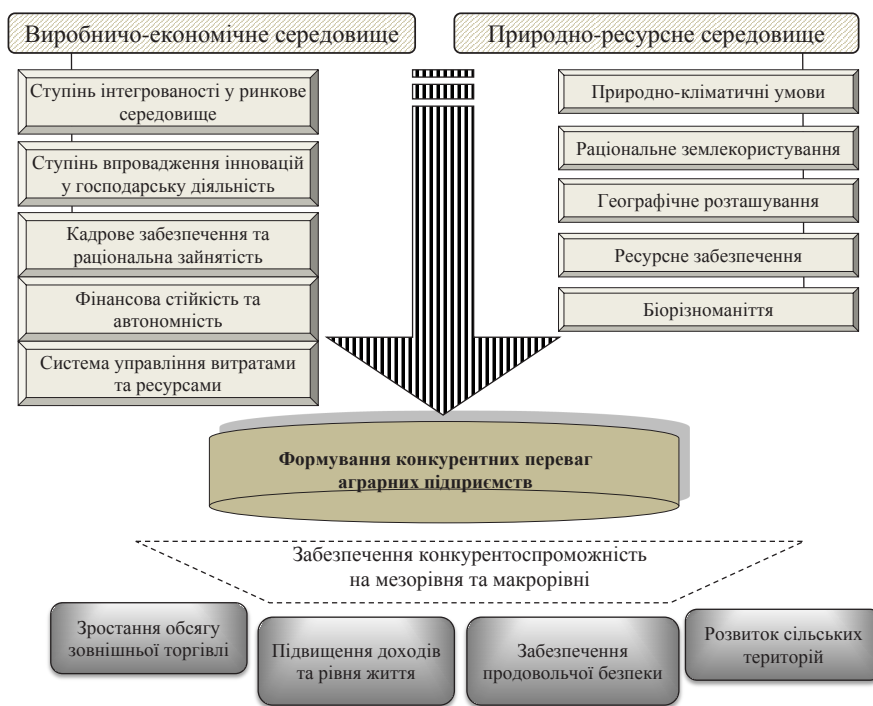 Виробничо-економічне середовище
Ступінь інтегрованості у ринкове
середовище
Ступінь впровадження інновацій
у господарську діяльність
Кадрове забезпечення та
раціональна зайнятість
Фінансова стійкість та
автономність
Система управління витратами
та ресурсами
Природно-ресурсне середовище
Природно-кліматичні умови
Раціональне землекористування
Географічне розташування
Ресурсне забезпечення
Біорізноманіття
Формування конкурентних переваг
аграрних підприємств
Забезпечення конкурентоспроможність
на мезорівня та макрорівні
Зростання обсягу
зовнішньої торгівлі
Підвищення доходів
та рівня життя
Забезпечення
продовольчої безпеки
Розвиток сільських
територій